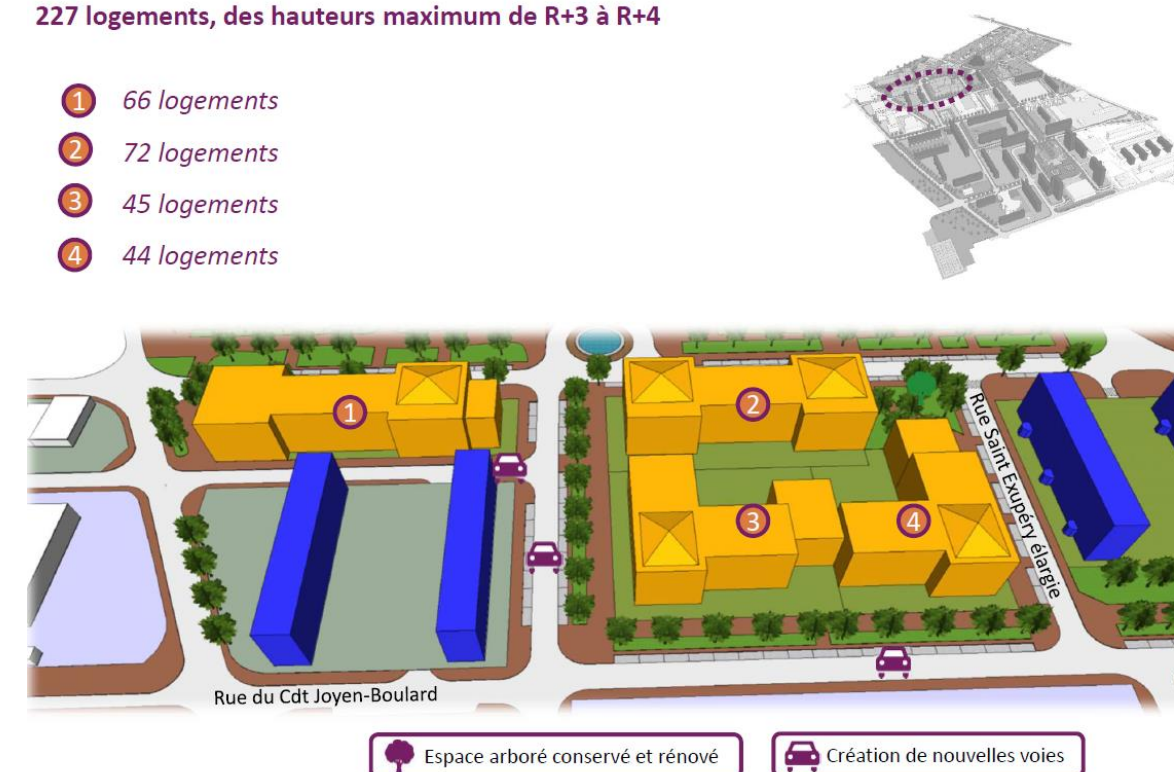 227 logements, des hauteurs maximum de R+3 à R+4
1 66 logements
2 72 logements
3 45 logements
4 44 logements
1
2
3
4
Rue Saint Exupéry élargie
Rue du Cdt Joyen-Boulard
Espace arboré conservé et rénové
Création de nouvelles voies